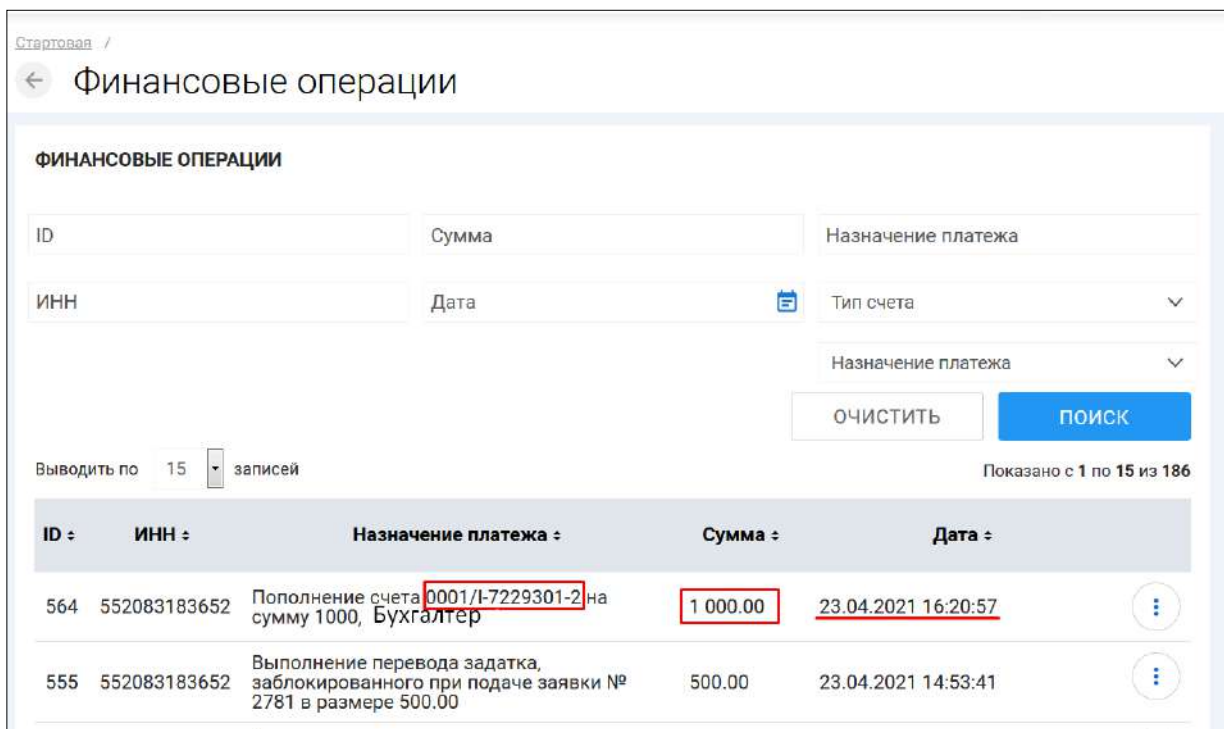 Стартовая /
Финансовые операции
ФИНАНСОВЫЕ ОПЕРАЦИИ
ID Сумма Назначение платежа
ИНН Дата Тип счета
Назначение платежа
ОЧИСТИТЬ ПОИСК
Выводить по 15 записей Показано с 1 по 15 из 186
ID ИНН Назначение платежа Сумма Дата
564 552083183652 Пополнение счета 0001/I-7229301-2 на 1 000.00 23.04.2021 16:20:57
сумму 1000, Бухгалтер
Выполнение перевода задатка,
555 552083183652 заблокированного при подаче заявки № 500.00 23.04.2021 14:53:41
2781 в размере 500.00